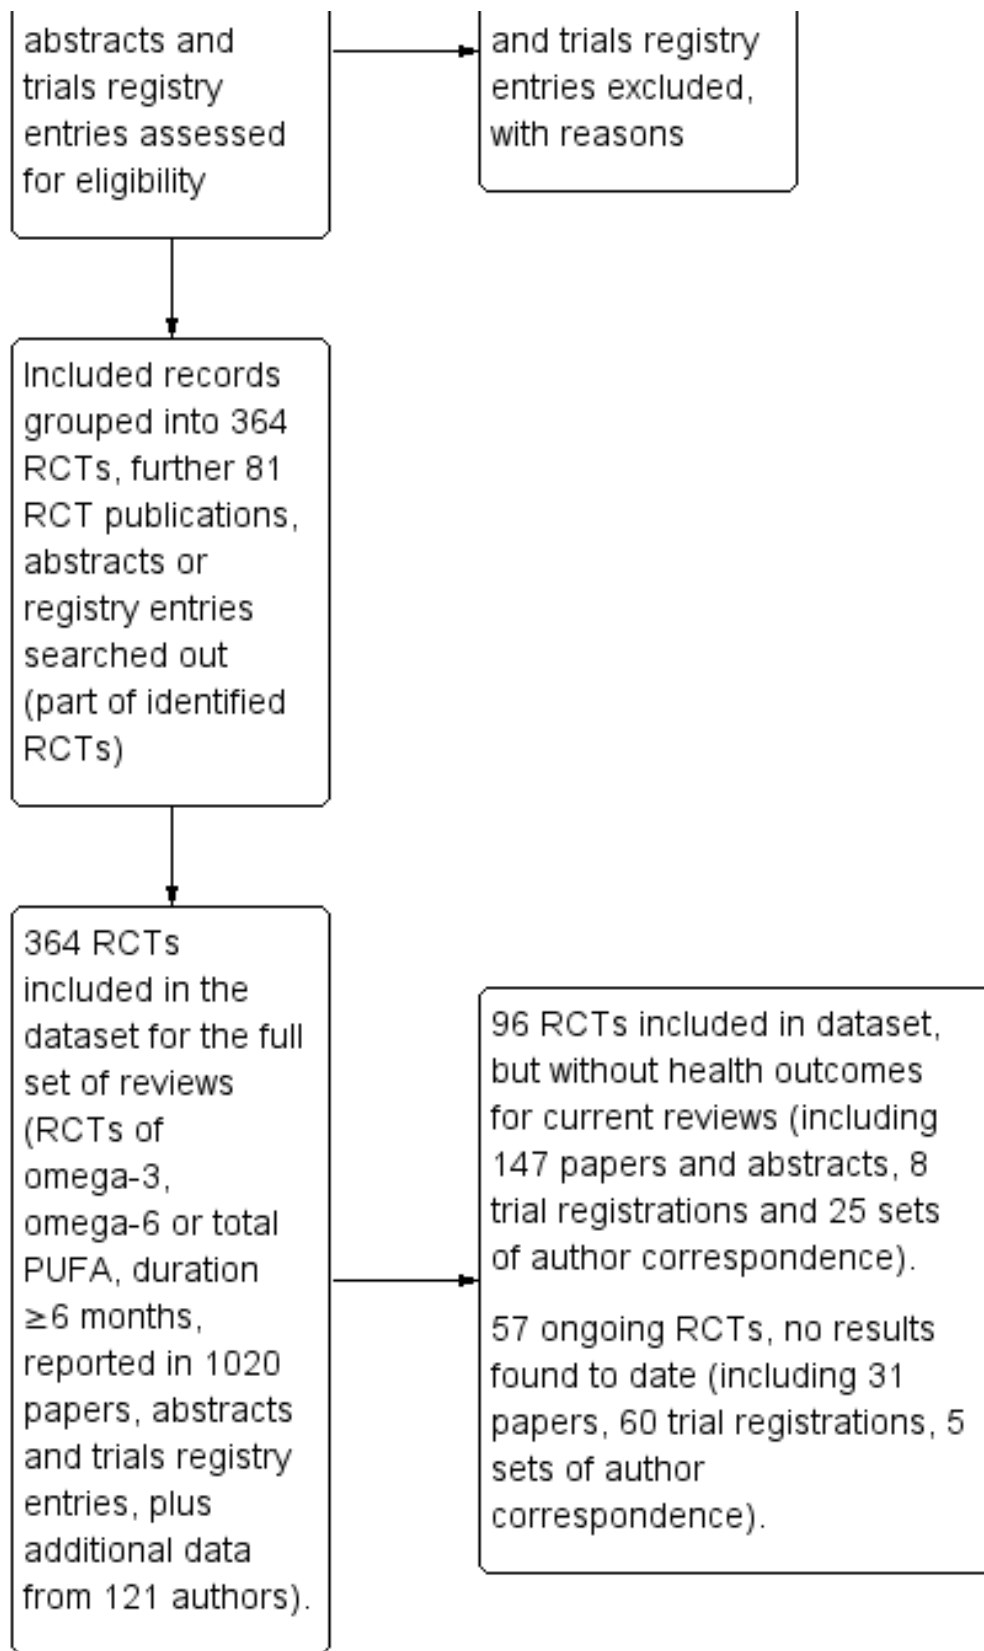 abstracts and
trials registry
entries assessed
for eligibility
and trials registry
entries excluded,
with reasons
Included records
grouped into 364
RCTs, further 81
RCT publications,
abstracts or
registry entries
searched out
(part of identified
RCTs)
364 RCTs
included in the
dataset for the full
set of reviews
(RCTs of
omega-3,
omega-6 or total
PUFA, duration
≥6 months,
reported in 1020
papers, abstracts
and trials registry
entries, plus
additional data
from 121 authors).
96 RCTs included in dataset,
but without health outcomes
for current reviews (including
147 papers and abstracts, 8
trial registrations and 25 sets
of author correspondence).
57 ongoing RCTs, no results
found to date (including 31
papers, 60 trial registrations, 5
sets of author
correspondence).